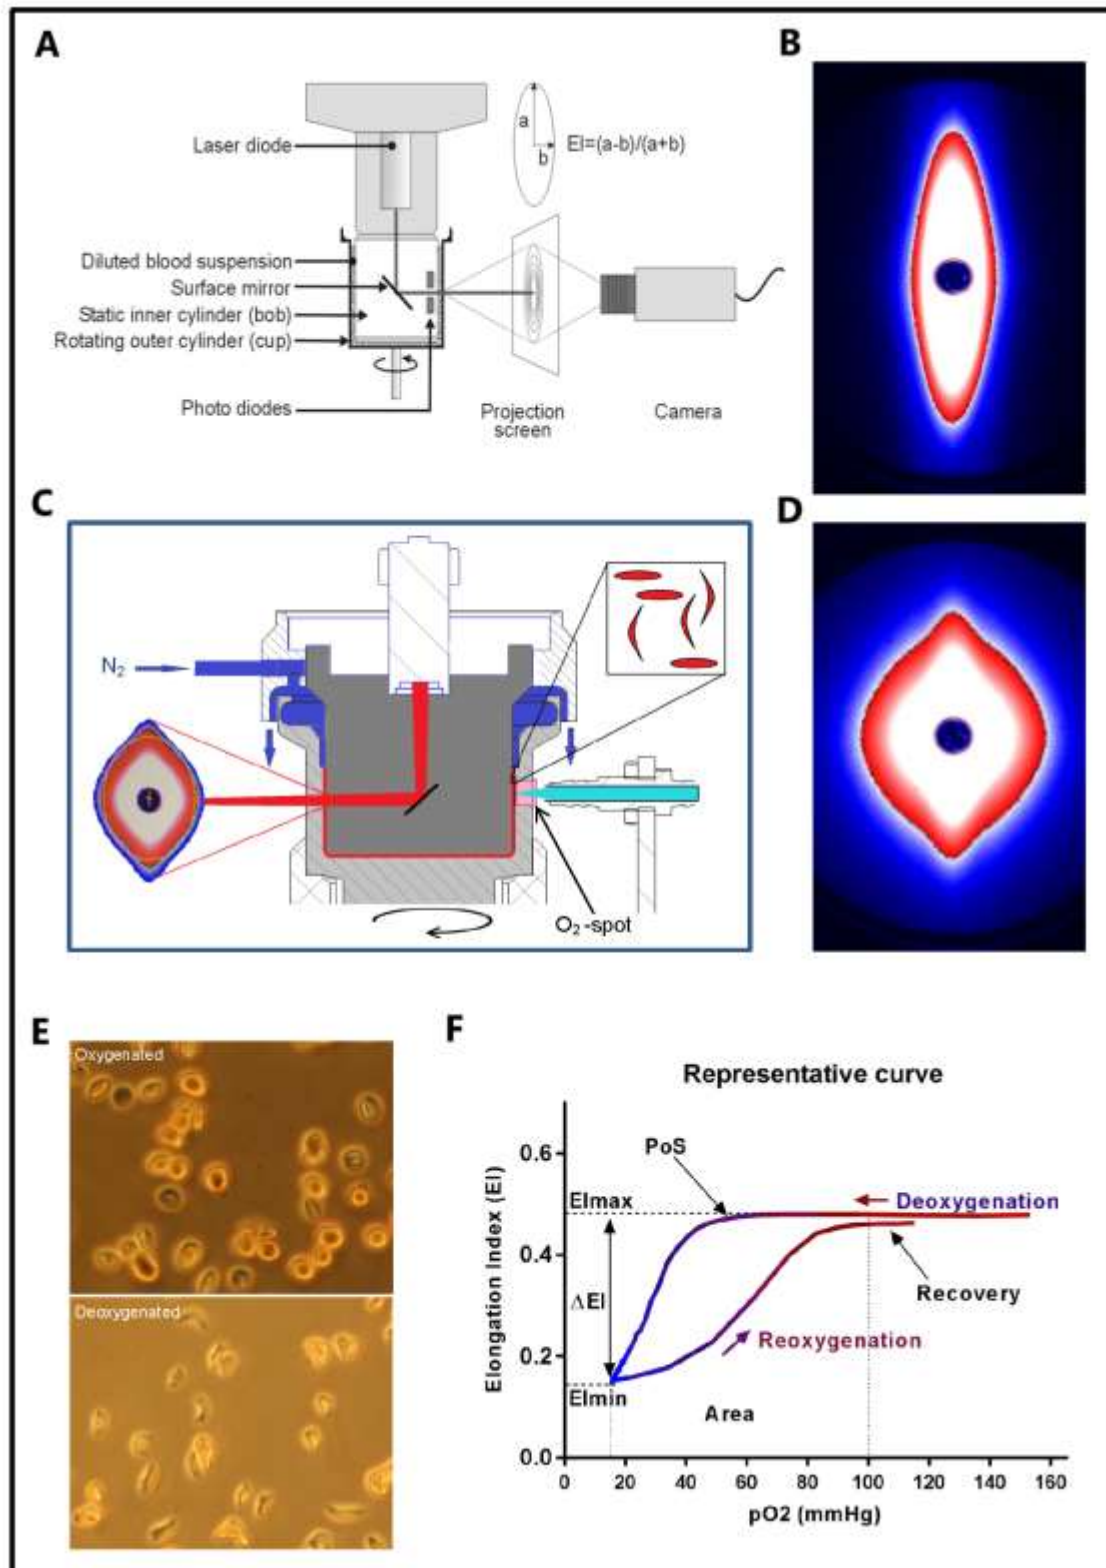 A
Laser diode
a
b
EI=(a-b)/(a+b)
Diluted blood suspension
Surface mirror
Static inner cylinder (bob)
Rotating outer cylinder (cup)
Photo diodes
Projection
screen
Camera
B
C
N2
O2-spot
D
E
Oxygenated
Deoxygenated
F
Representative curve
Elongation Index (EI)
0.6
0.4
0.2
0.0
PoS
EImax
Deoxygenation
ΔEI
Recovery
Reoxygenation
EImin
Area
0 20 40 60 80 100 120 140 160
pO2 (mmHg)